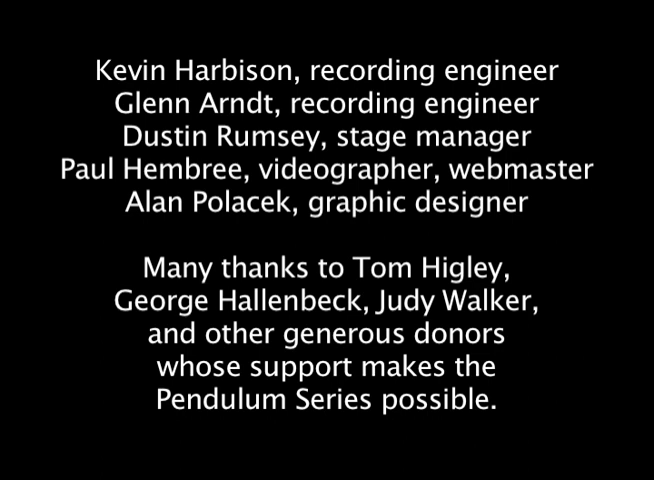 Kevin Harbison, recording engineer
Glenn Arndt, recording engineer
Dustin Rumsey, stage manager
Paul Hembree, videographer, webmaster
Alan Polacek, graphic designer
Many thanks to Tom Higley,
George Hallenbeck, Judy Walker,
and other generous donors
whose support makes the
Pendulum Series possible.